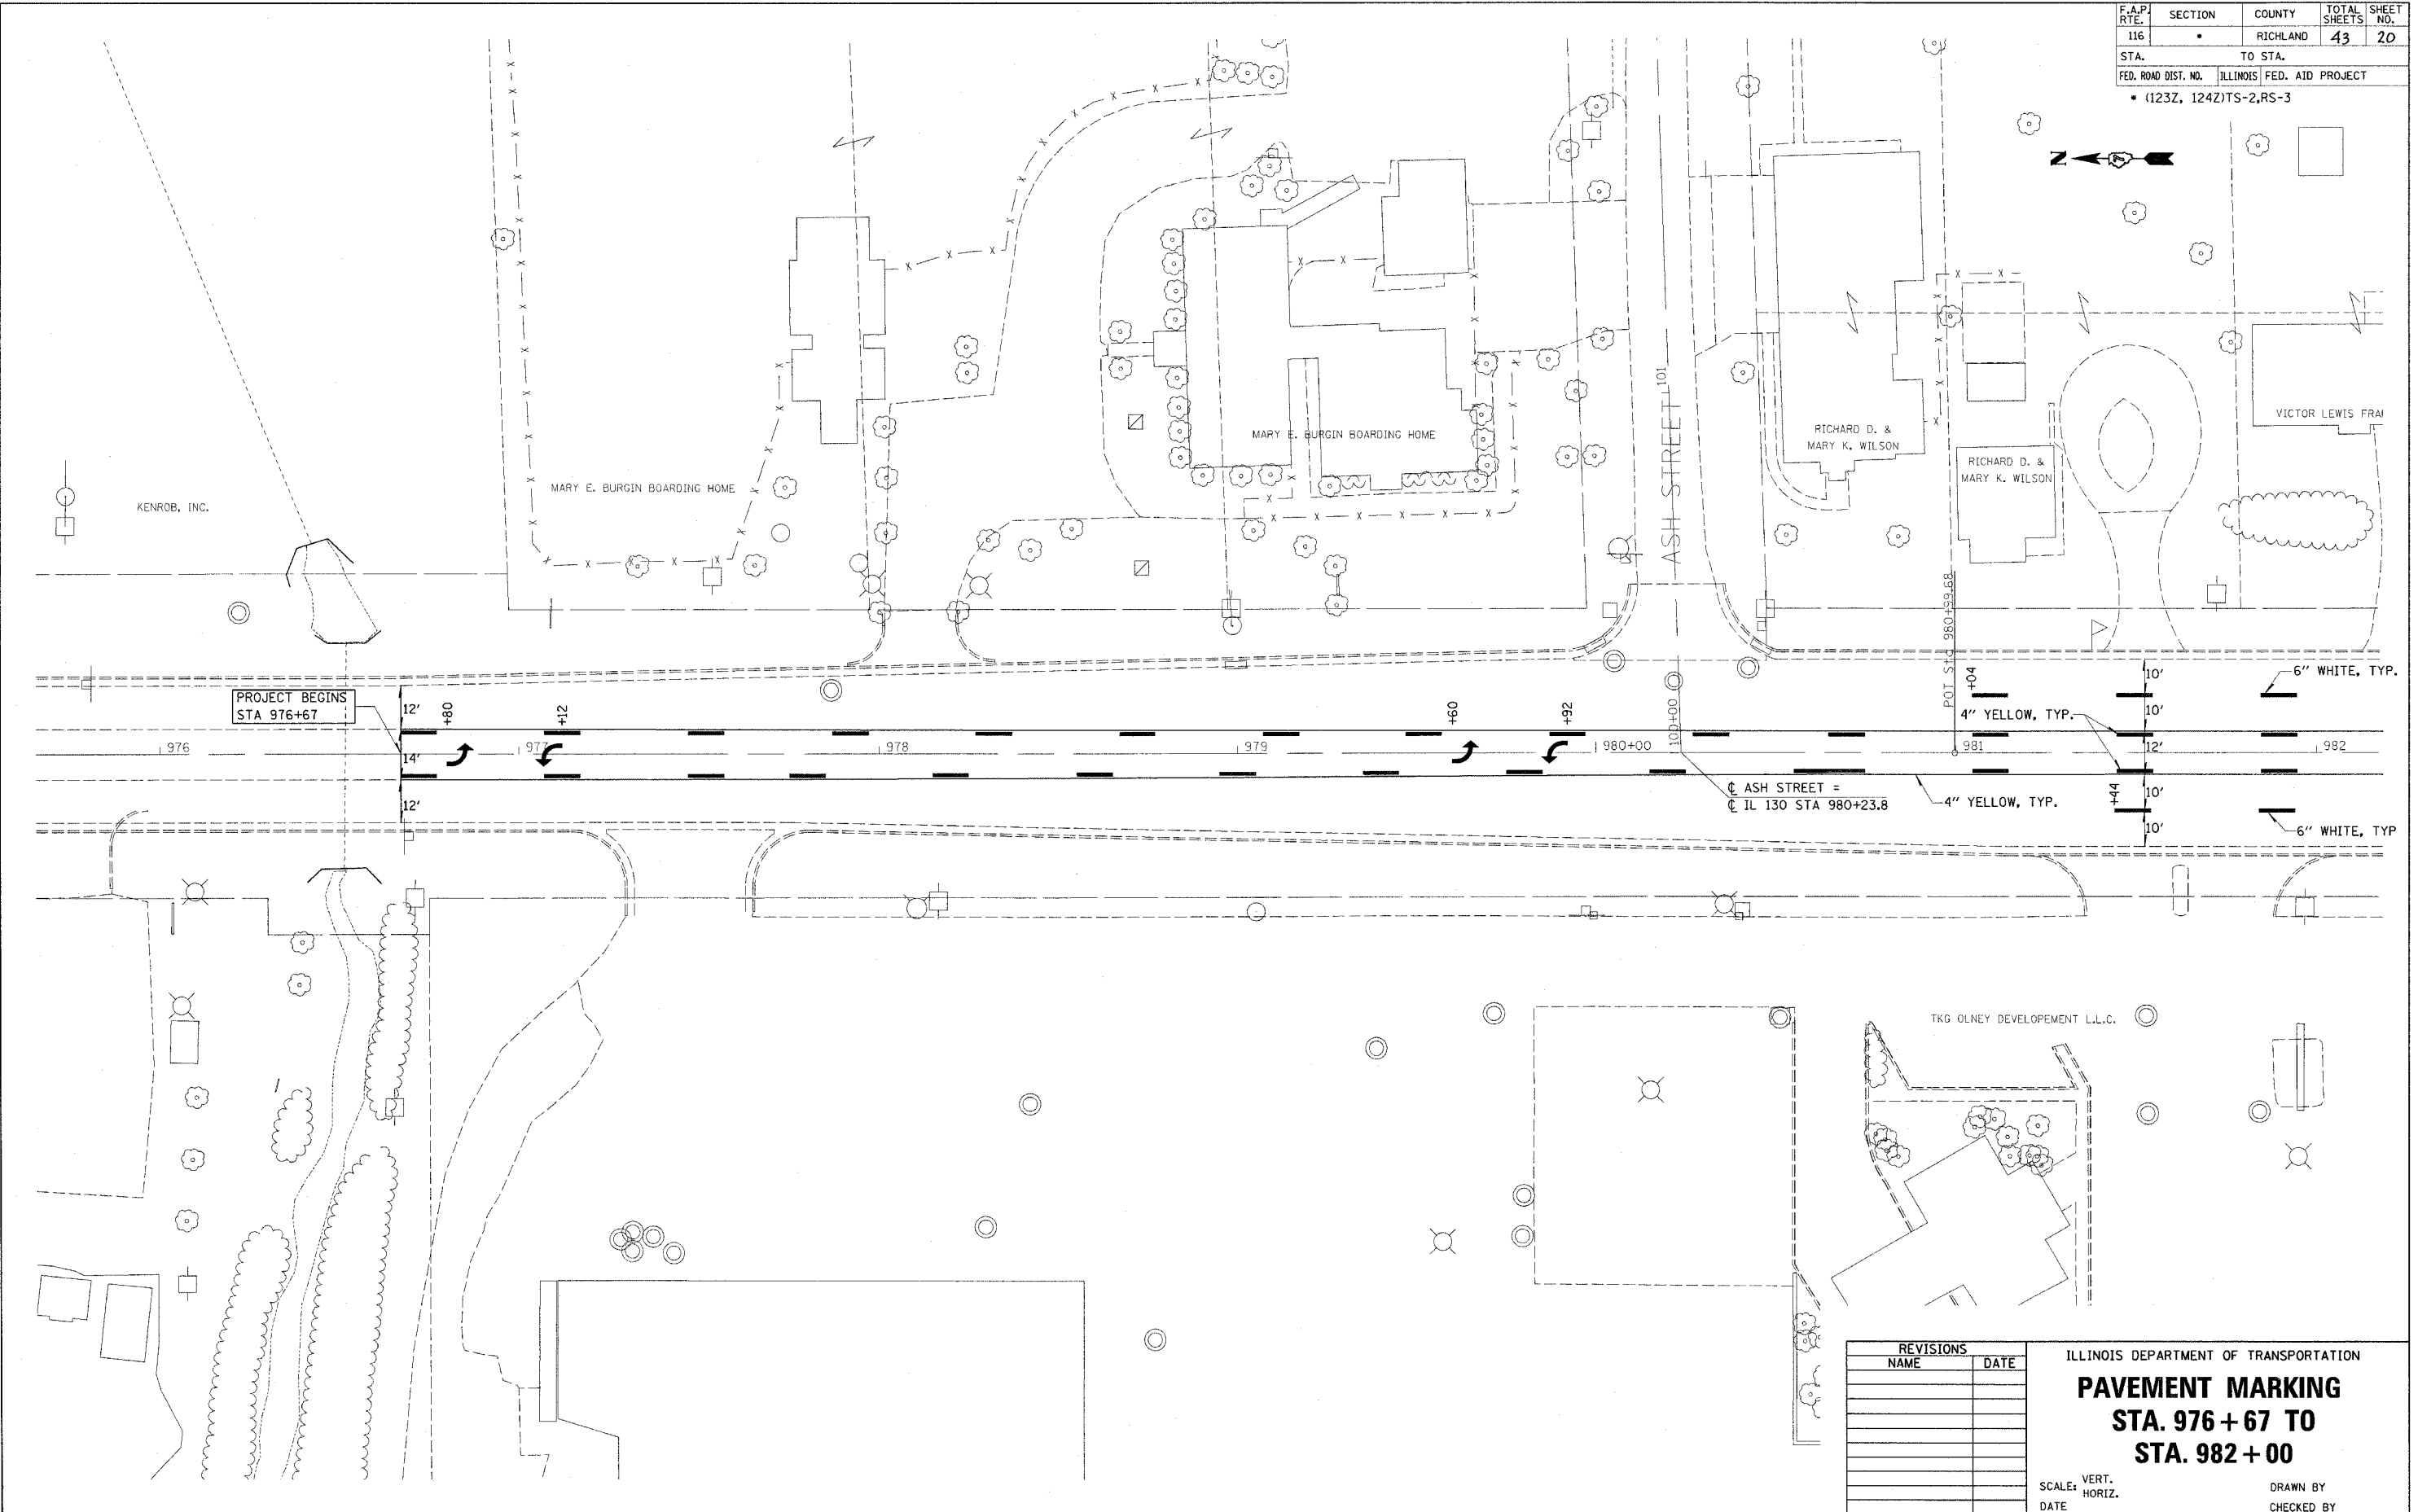 F.A.P. RTE. SECTION COUNTY TOTAL SHEETS SHEET NO.
116 * RICHLAND 43 20
STA. TO STA.
FED. ROAD DIST. NO. ILLINOIS FED. AID PROJECT
* (123Z, 124Z)TS-2,RS-3
N
KENROB, INC.
MARY E. BURGIN BOARDING HOME
MARY E. BURGIN BOARDING HOME
ASH STREET
101
RICHARD D. &
MARY K. WILSON
RICHARD D. &
MARY K. WILSON
VICTOR LEWIS
PROJECT BEGINS
STA 976+67
12'
14'
12'
+80
+12
+60
+92
100+00
POT Sta 980+99.68
+04
+44
10'
10'
12'
10'
10'
6" WHITE, TYP.
4" YELLOW, TYP.
976
977
978
979
980+00
981
982
℄ ASH STREET =
℄ IL 130 STA 980+23.8
4" YELLOW, TYP.
6" WHITE, TYP
TKG OLNEY DEVELOPEMENT L.L.C.
REVISIONS
NAME DATE
ILLINOIS DEPARTMENT OF TRANSPORTATION
PAVEMENT MARKING
STA. 976+67 TO
STA. 982+00
SCALE: VERT.
HORIZ.
DATE
DRAWN BY
CHECKED BY